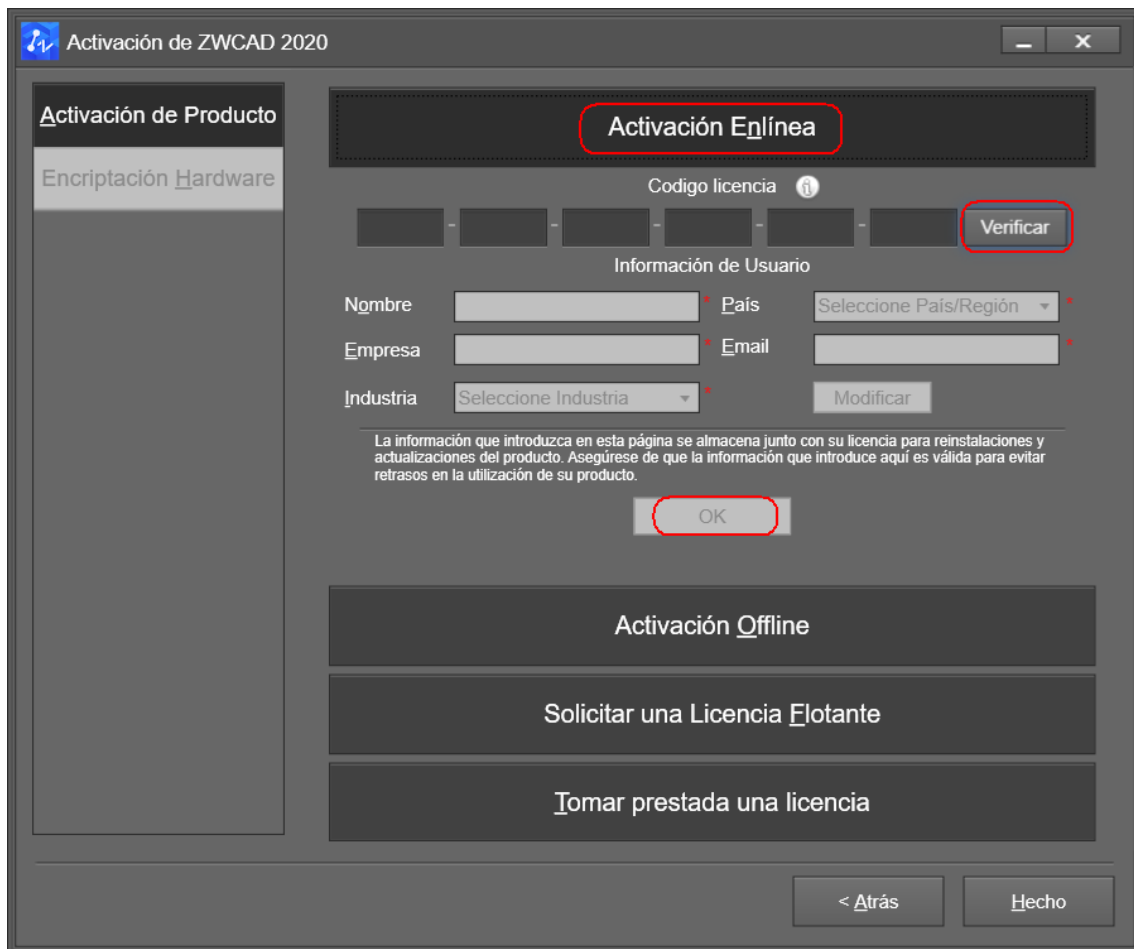 Activación de ZWCAD 2020
Activación de Producto
Encriptación Hardware
Activación Enlínea
Codigo licencia
- - - - - Verificar
Información de Usuario
Nombre * País Seleccione País/Región *
Empresa * Email *
Industria Seleccione Industria * Modificar
La información que introduzca en esta página se almacena junto con su licencia para reinstalaciones y
actualizaciones del producto. Asegúrese de que la información que introduce aquí es válida para evitar
retrasos en la utilización de su producto.
OK
Activación Offline
Solicitar una Licencia Flotante
Tomar prestada una licencia
< Atrás Hecho